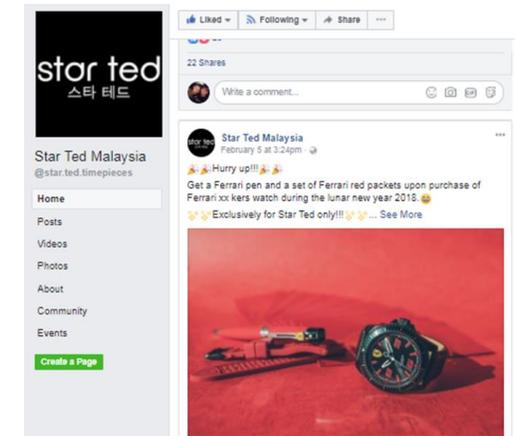 Liked
Following
Share
22 Shares
Write a comment...
GIF
star ted
스타 테드
Star Ted Malaysia
@star.ted.timepieces
Home
Posts
Videos
Photos
About
Community
Events
Create a Page
star ted
Star Ted Malaysia
February 5 at 3:24pm ·
🎉🎉Hurry up!!!🎉🎉
Get a Ferrari pen and a set of Ferrari red packets upon purchase of
Ferrari xx kers watch during the lunar new year 2018.😄
Exclusively for Star Ted only!!! ... See More